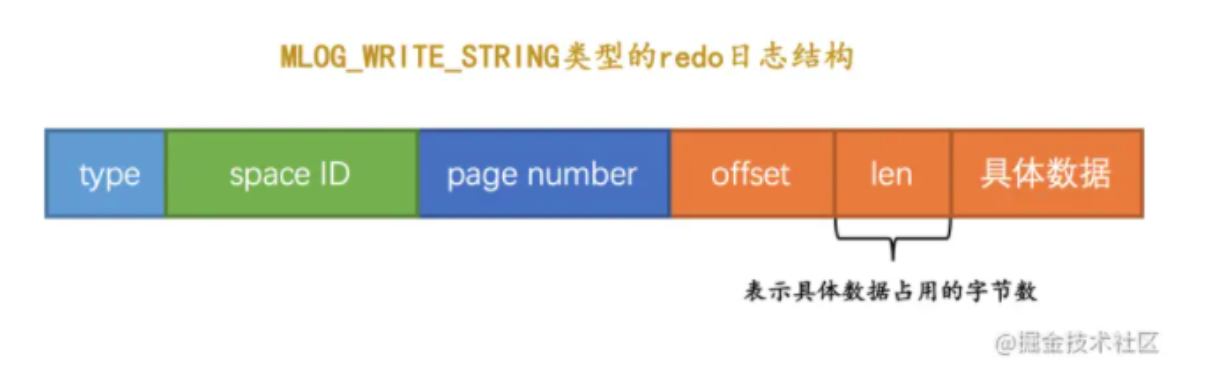 MLOG_WRITE_STRING类型的redo日志结构
type space ID page number offset len 具体数据
表示具体数据占用的字节数
@掘金技术社区